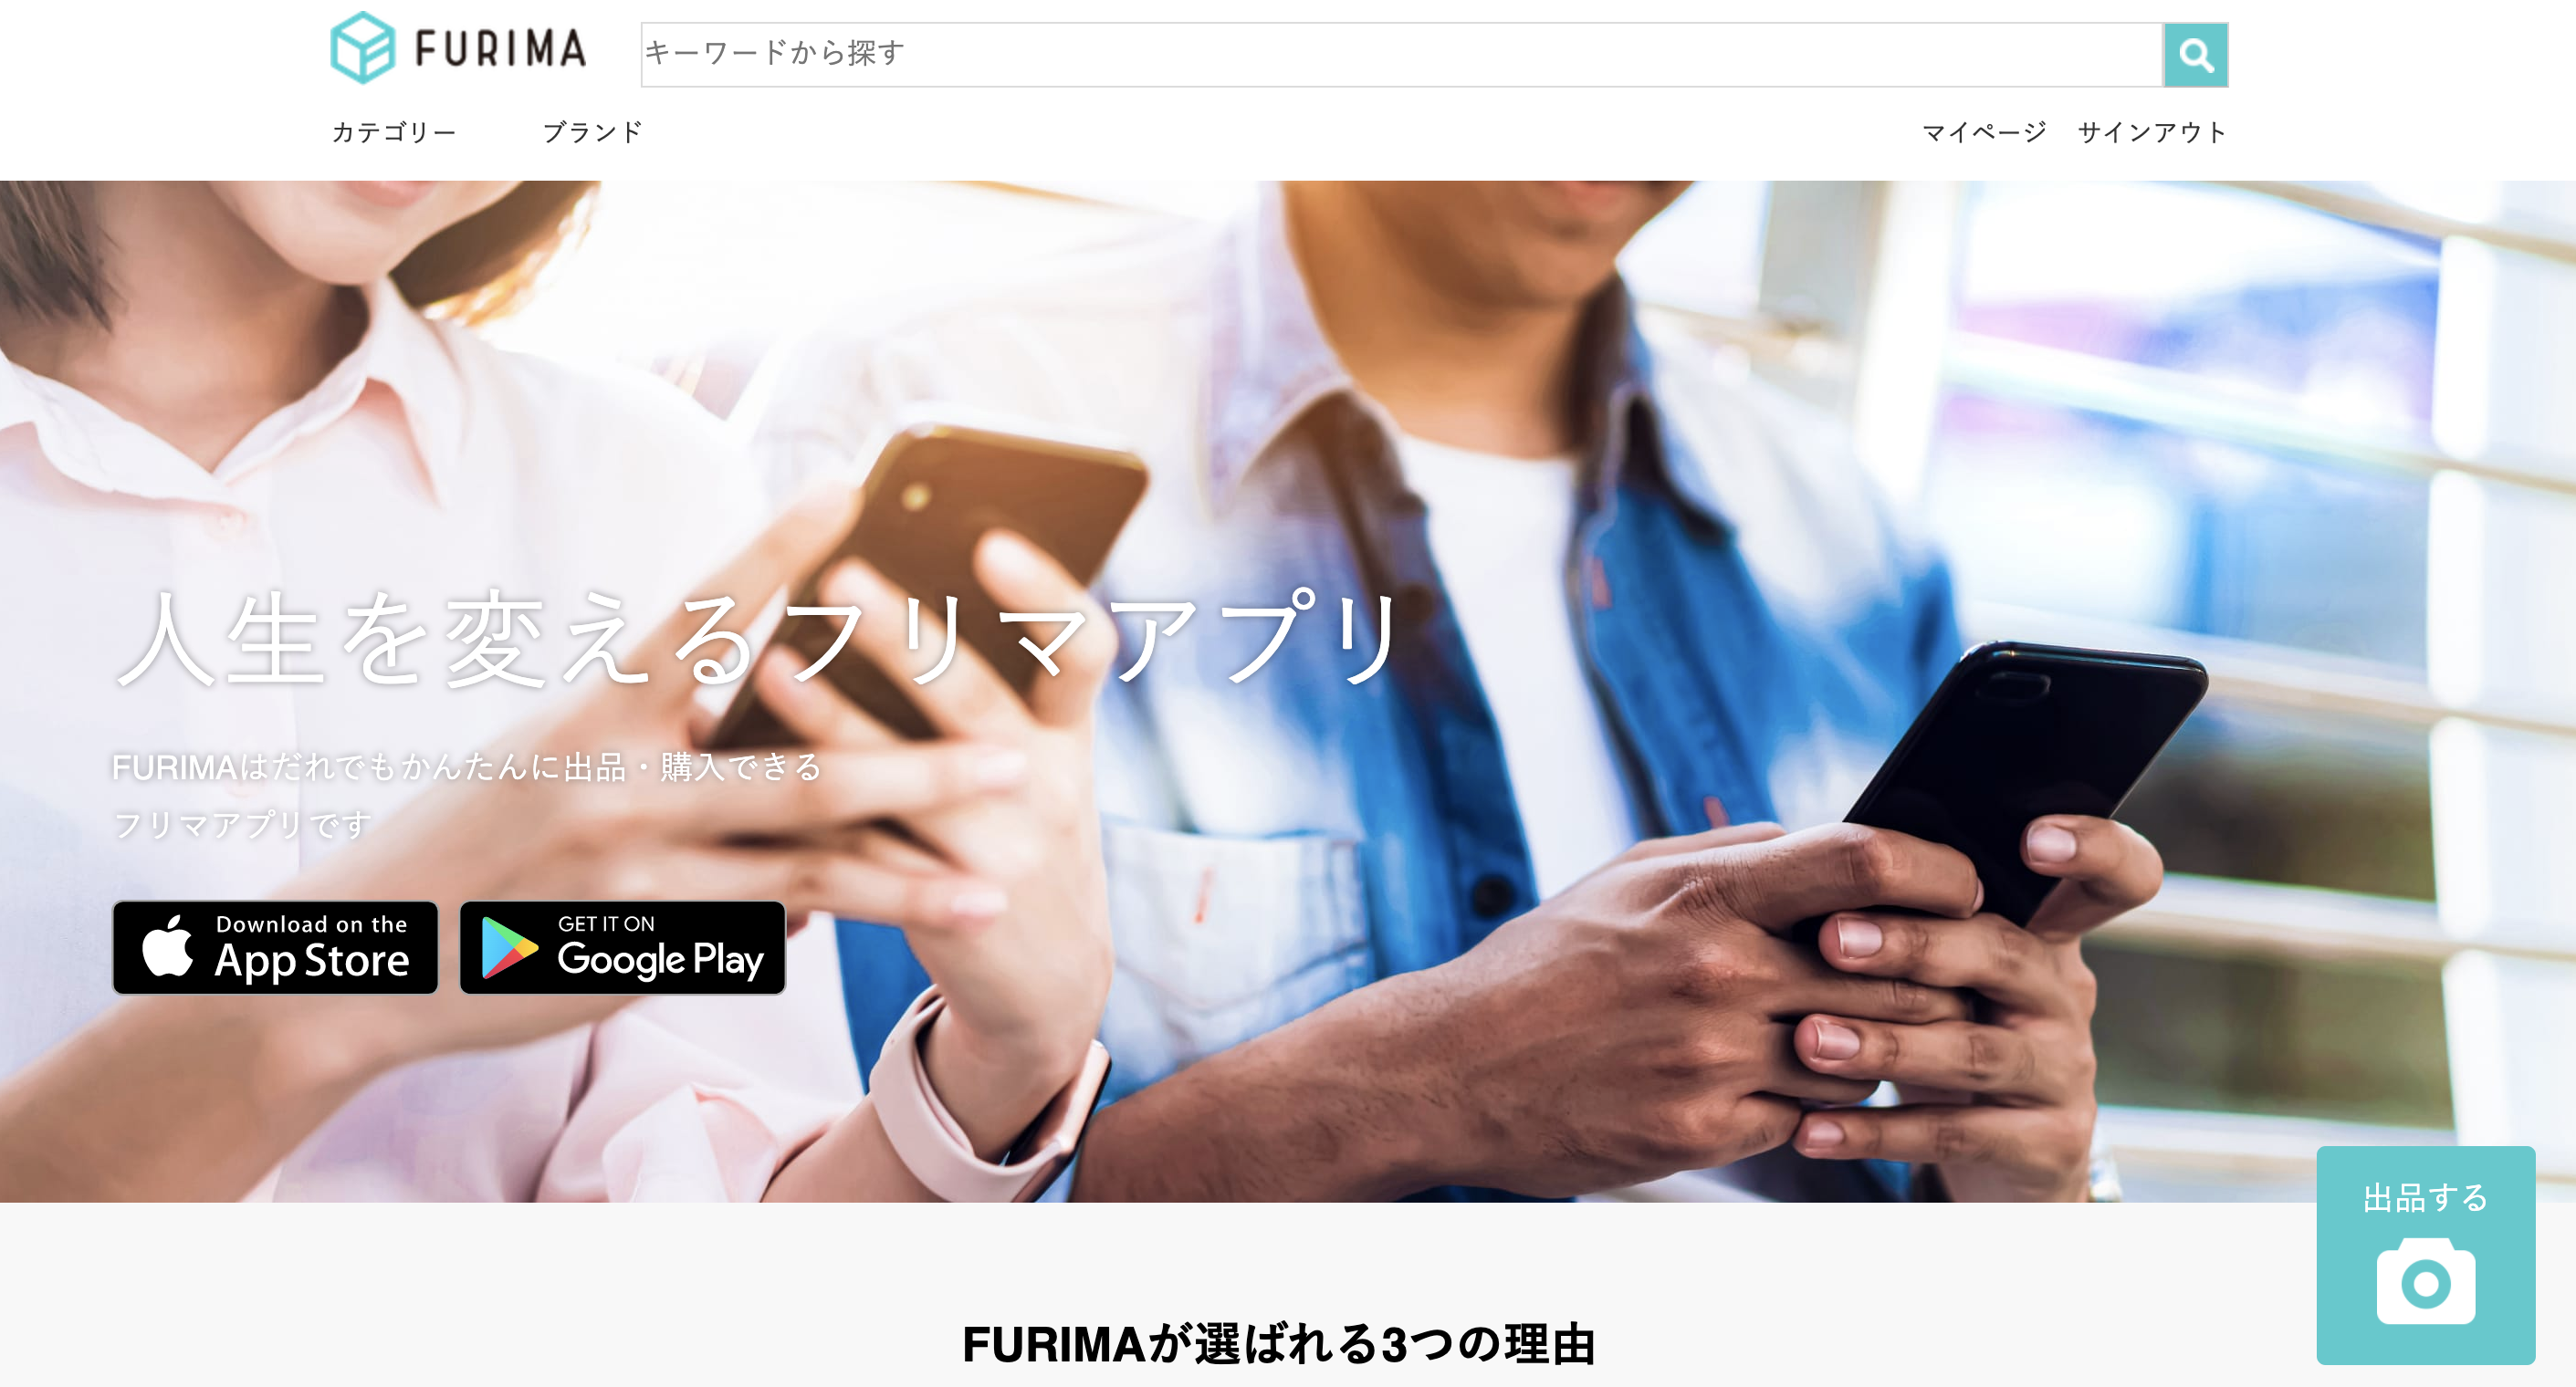 FURIMA
キーワードから探す
カテゴリー ブランド マイページ サインアウト
人生を変えるフリマアプリ
FURIMAはだれでもかんたんに出品・購入できる
フリマアプリです
Download on the
App Store
GET IT ON
Google Play
出品する
FURIMAが選ばれる3つの理由